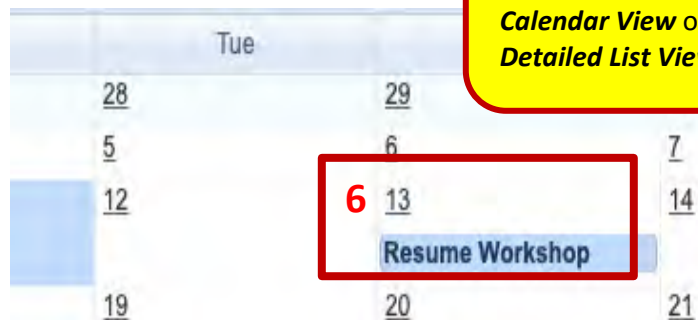 Calendar View o
Detailed List Vie
Tue
28 29
5 6 7
6
12 13 14
Resume Workshop
19 20 21